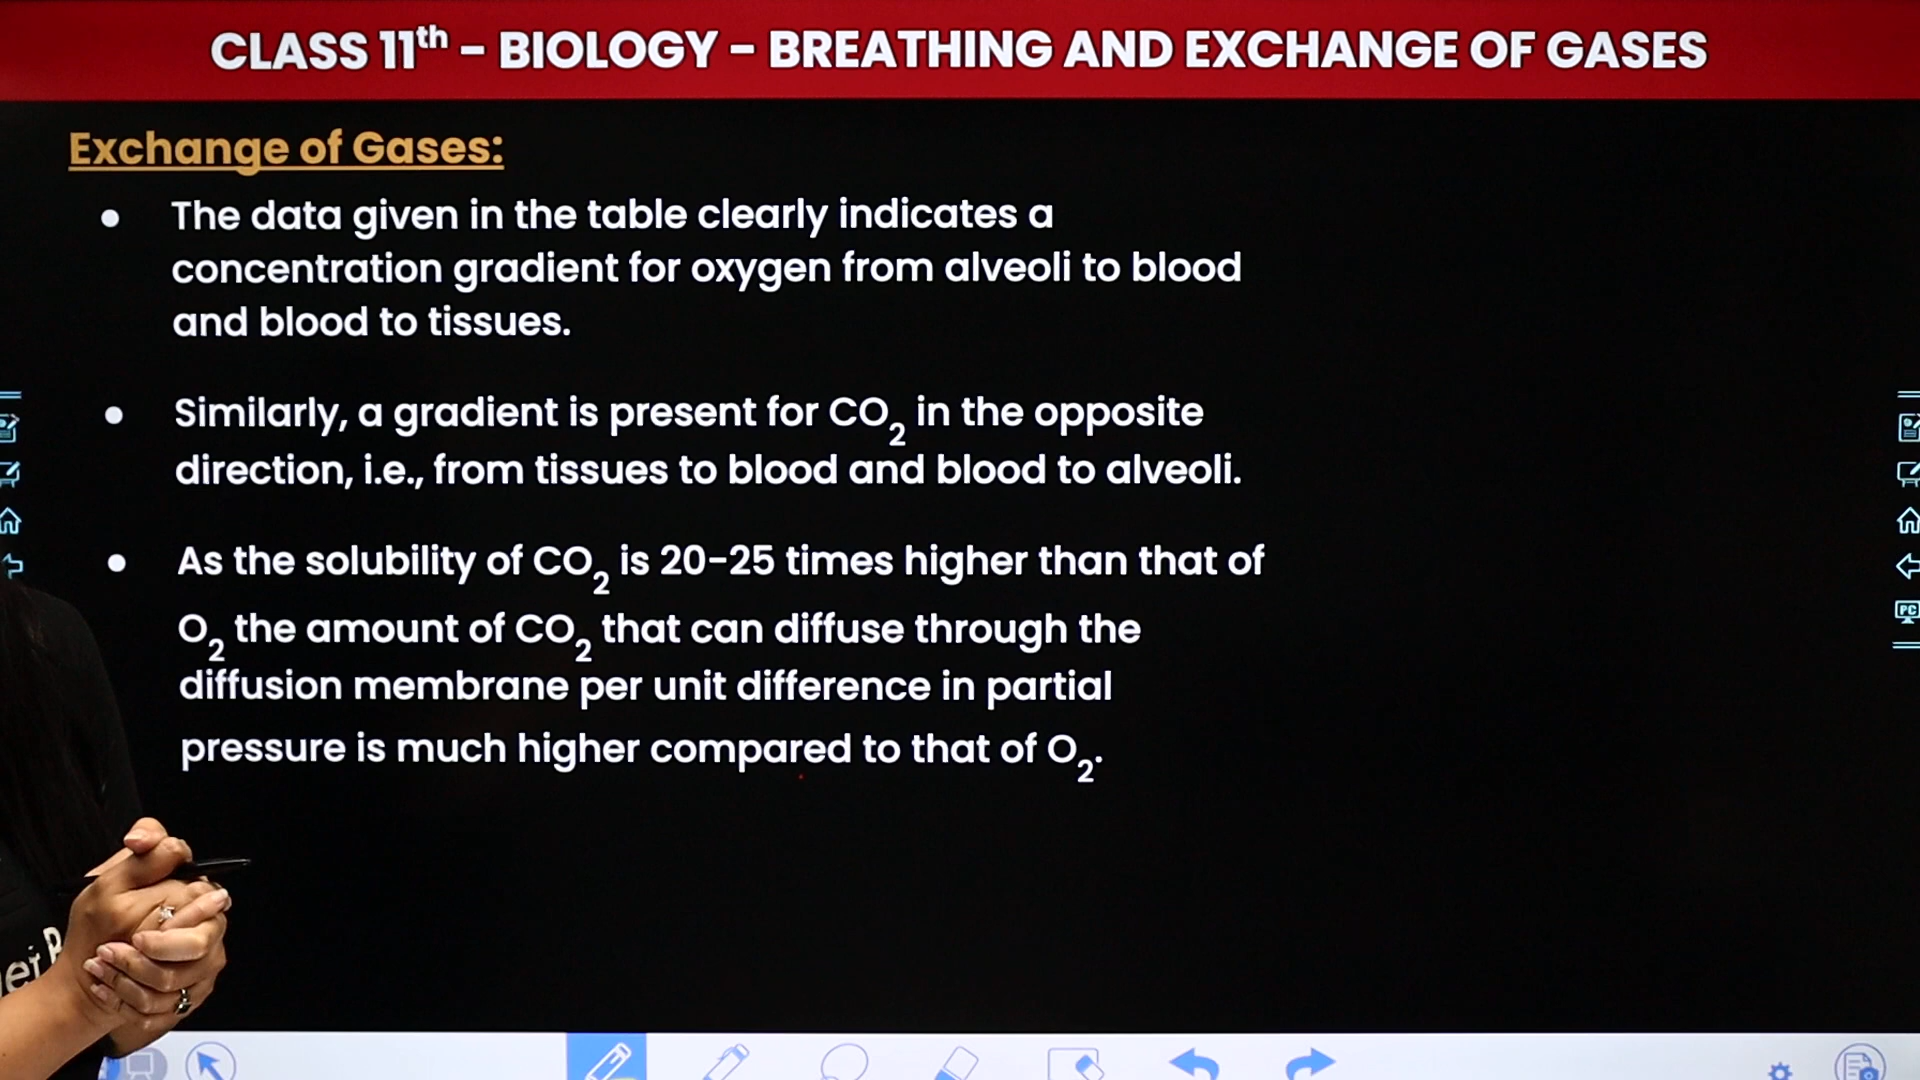 CLASS 11th - BIOLOGY - BREATHING AND EXCHANGE OF GASES
Exchange of Gases:
• The data given in the table clearly indicates a
concentration gradient for oxygen from alveoli to blood
and blood to tissues.
• Similarly, a gradient is present for CO2 in the opposite
direction, i.e., from tissues to blood and blood to alveoli.
• As the solubility of CO2 is 20-25 times higher than that of
O2 the amount of CO2 that can diffuse through the
diffusion membrane per unit difference in partial
pressure is much higher compared to that of O2.
PC